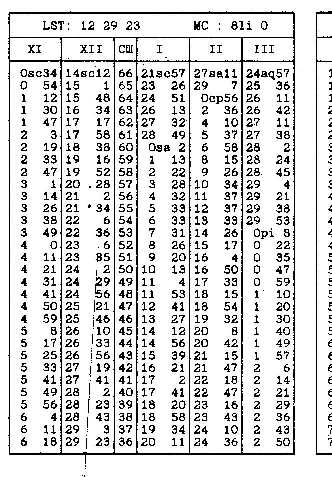 LST: 12 29 23 MC : 8li 0
XI XII СШ I II III
0sc34 14sc12 66 21sc57 27sa11 24aq57
0 54 15 1 65 23 26 29 7 25 36
1 12 15 48 64 24 51 0cp56 26 11
1 30 16 34 63 26 13 2 36 26 42
1 47 17 17 62 27 32 4 10 27 11
2 3 17 58 61 28 49 5 37 27 38
2 19 18 38 60 0sa 2 6 58 28 2
2 33 19 16 59 1 13 8 15 28 24
2 47 19 52 58 2 22 9 26 28 45
3 1 20 28 57 3 28 10 34 29 4
3 14 21 2 56 4 32 11 37 29 21
3 26 21 34 55 5 33 12 37 29 38
3 38 22 6 54 6 33 13 33 29 53
3 49 22 36 53 7 31 14 26 0pi 8
4 0 23 6 52 8 26 15 17 0 22
4 11 23 35 51 9 20 16 4 0 35
4 21 24 2 50 10 13 16 50 0 47
4 31 24 29 49 11 4 17 33 0 59
4 41 24 56 48 11 53 18 15 1 10
4 50 25 21 47 12 41 18 54 1 20
4 59 25 46 46 13 27 19 32 1 30
5 8 26 10 45 14 12 20 8 1 40
5 17 26 33 44 14 56 20 42 1 49
5 25 26 56 43 15 39 21 15 1 57
5 33 27 19 42 16 21 21 47 2 6
5 41 27 41 41 17 2 22 18 2 14
5 49 28 2 40 17 41 22 47 2 21
5 56 28 23 39 18 20 23 16 2 29
6 4 28 43 38 18 58 23 43 2 36
6 11 29 3 37 19 34 24 10 2 43
6 18 29 23 36 20 11 24 36 2 50